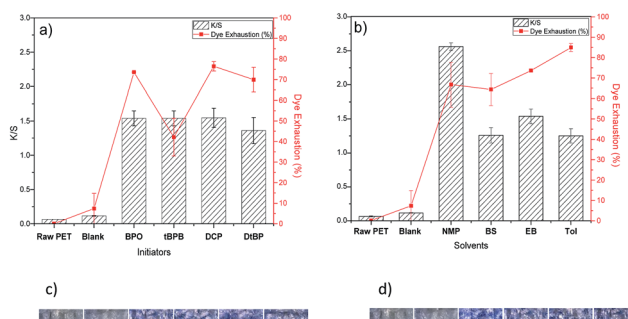 a)
K/S
Dye Exhaustion (%)
3.0
2.5
2.0
1.5
1.0
0.5
0.0
K/S
100
90
80
70
60
50
40
30
20
10
0
Dye Exhaustion (%)
Raw PET Blank BPO tBPB DCP DtBP
Initiators
b)
K/S
Dye Exhaustion (%)
2.5
2.0
1.5
1.0
0.5
0.0
K/S
100
90
80
70
60
50
40
30
20
10
0
Dye Exhaustion (%)
Raw PET Blank NMP BS EB Tol
Solvents
c)
d)